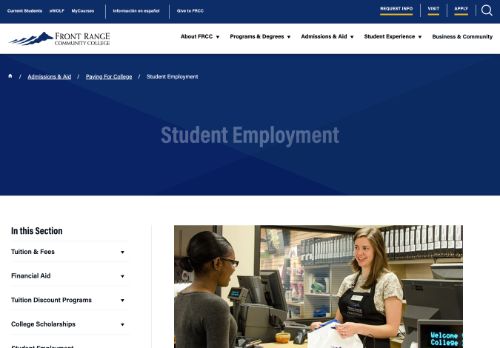 Current Students eWOLF MyCourses Información en español Give to FRCC REQUEST INFO VISIT APPLY
FRONT RANGE
COMMUNITY COLLEGE
About FRCC Programs & Degrees Admissions & Aid Student Experience Business & Community
/ Admissions & Aid / Paying For College / Student Employment
Student Employment
In this Section
Tuition & Fees
Financial Aid
Tuition Discount Programs
College Scholarships
Student Employment
Welcome
College